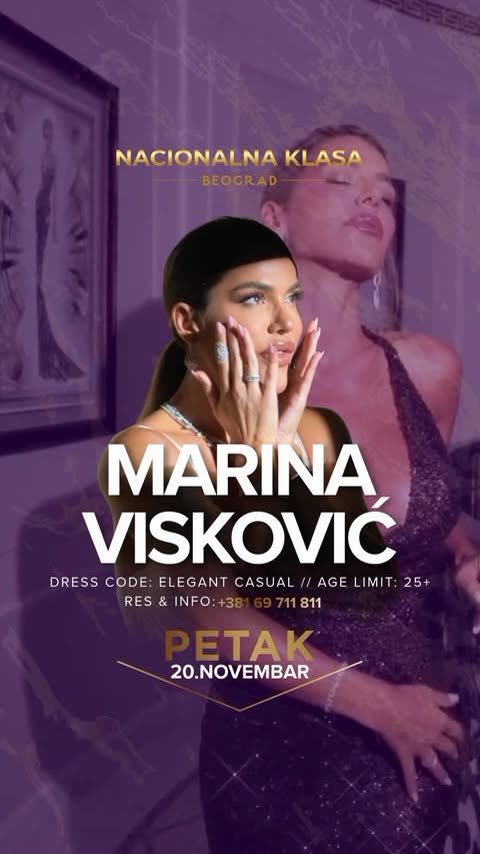 NACIONALNA KLASA
BEOGRAD
MARINA
VISKOVIĆ
DRESS CODE: ELEGANT CASUAL // AGE LIMIT: 25+
RES & INFO: +381 69 711 811
PETAK
20.NOVEMBAR